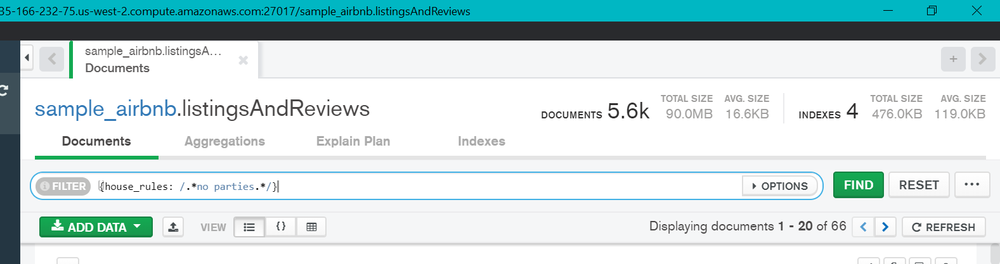 35-166-232-75.us-west-2.compute.amazonaws.com:27017/sample_airbnb.listingsAndReviews
sample_airbnb.listingsA...
Documents
sample_airbnb.listingsAndReviews
DOCUMENTS 5.6k
TOTAL SIZE
90.0MB
AVG. SIZE
16.6KB
INDEXES 4
TOTAL SIZE
476.0KB
AVG. SIZE
119.0KB
Documents
Aggregations
Explain Plan
Indexes
FILTER
{house_rules: /.*no parties.*/}
OPTIONS
FIND
RESET
ADD DATA
VIEW
{}
Displaying documents 1 - 20 of 66
REFRESH